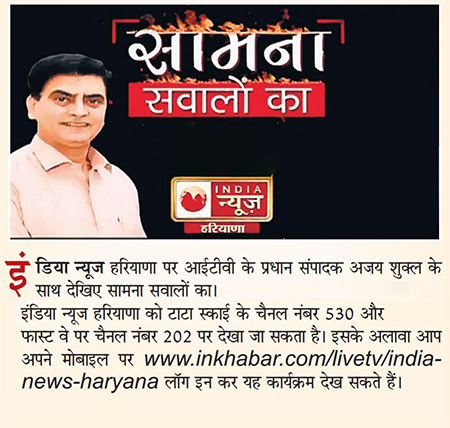 सामना
सवालों का
INDIA
न्यूज़
हरियाणा
इंडिया न्यूज हरियाणा पर आईटीवी के प्रधान संपादक अजय शुक्ल के
साथ देखिए सामना सवालों का।
इंडिया न्यूज हरियाणा को टाटा स्काई के चैनल नंबर 530 और
फास्ट वे पर चैनल नंबर 202 पर देखा जा सकता है। इसके अलावा आप
अपने मोबाइल पर www.inkhabar.com/livetv/india-
news-haryana लॉग इन कर यह कार्यक्रम देख सकते हैं।